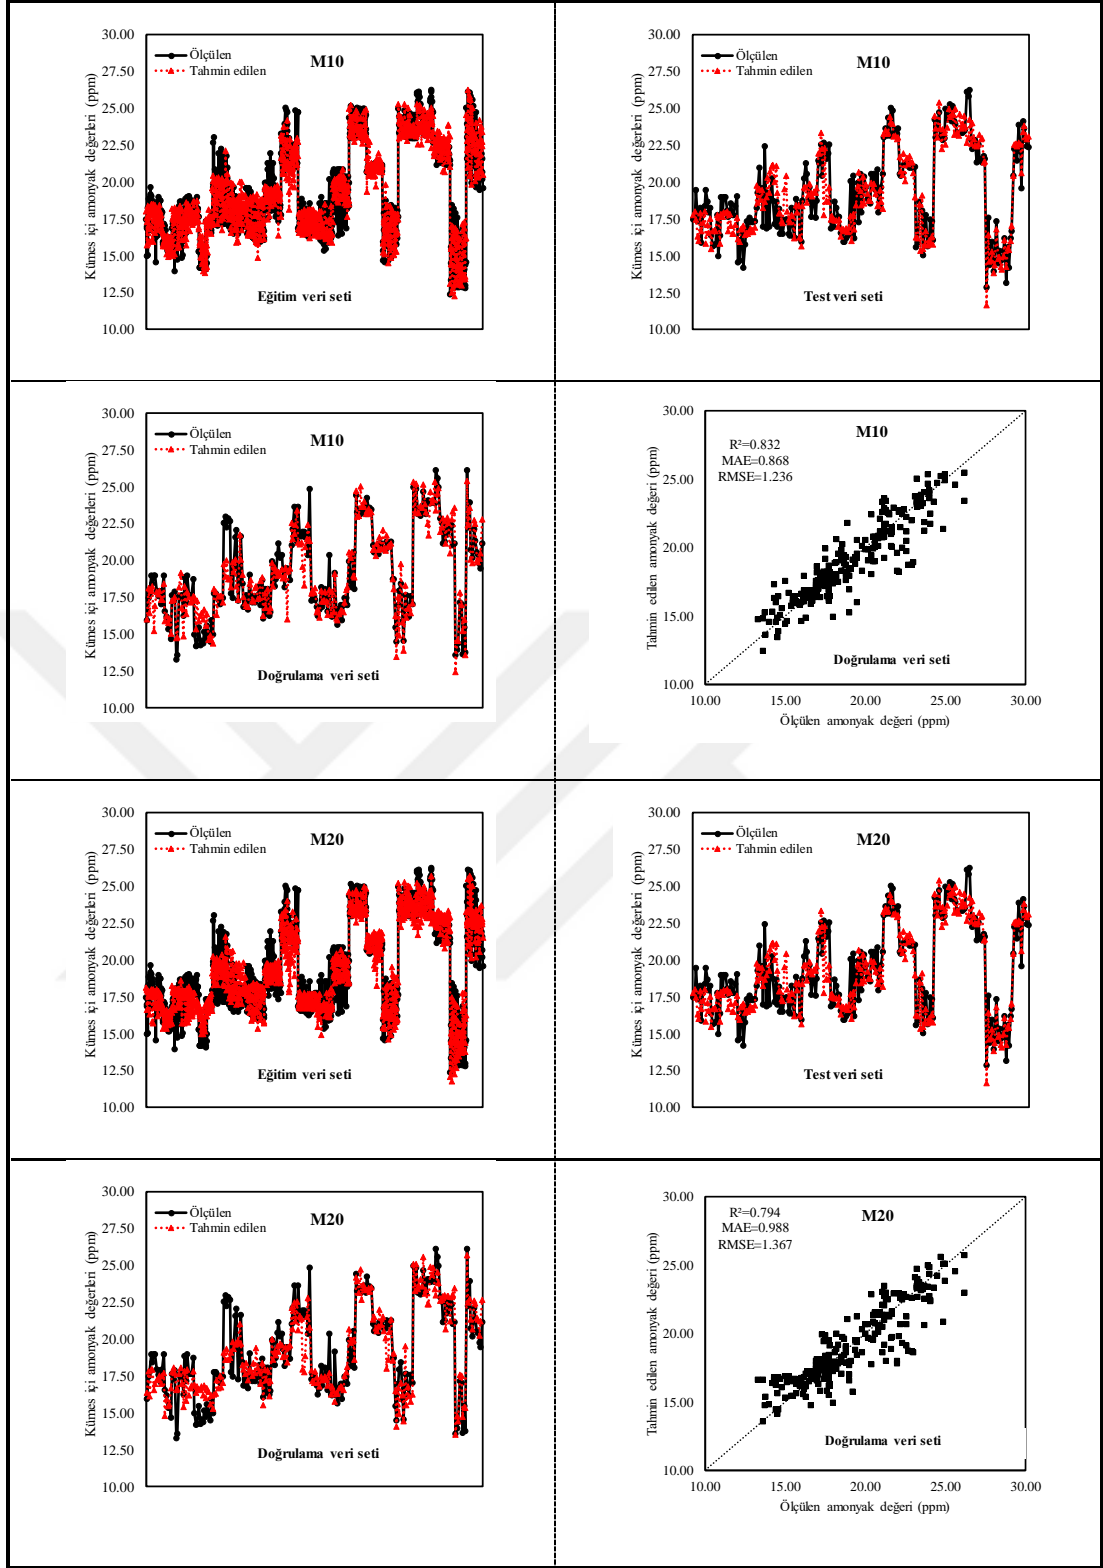 30.00
27.50
25.00
22.50
20.00
17.50
15.00
12.50
10.00
Kümes içi amonyak değerleri (ppm)
Ölçülen
Tahmin edilen
M10
Eğitim veri seti
30.00
27.50
25.00
22.50
20.00
17.50
15.00
12.50
10.00
Kümes içi amonyak değerleri (ppm)
Ölçülen
Tahmin edilen
M10
Test veri seti
30.00
27.50
25.00
22.50
20.00
17.50
15.00
12.50
10.00
Kümes içi amonyak değerleri (ppm)
Ölçülen
Tahmin edilen
M10
Doğrulama veri seti
30.00
25.00
20.00
15.00
10.00
Tahmin edilen amonyak değeri (ppm)
M10
R²=0.832
MAE=0.868
RMSE=1.236
Doğrulama veri seti
10.00 15.00 20.00 25.00 30.00
Ölçülen amonyak değeri (ppm)
30.00
27.50
25.00
22.50
20.00
17.50
15.00
12.50
10.00
Kümes içi amonyak değerleri (ppm)
Ölçülen
Tahmin edilen
M20
Eğitim veri seti
30.00
27.50
25.00
22.50
20.00
17.50
15.00
12.50
10.00
Kümes içi amonyak değerleri (ppm)
Ölçülen
Tahmin edilen
M20
Test veri seti
30.00
27.50
25.00
22.50
20.00
17.50
15.00
12.50
10.00
Kümes içi amonyak değerleri (ppm)
Ölçülen
Tahmin edilen
M20
Doğrulama veri seti
30.00
25.00
20.00
15.00
10.00
Tahmin edilen amonyak değeri (ppm)
R²=0.794
MAE=0.988
RMSE=1.367
M20
Doğrulama veri seti
10.00 15.00 20.00 25.00 30.00
Ölçülen amonyak değeri (ppm)